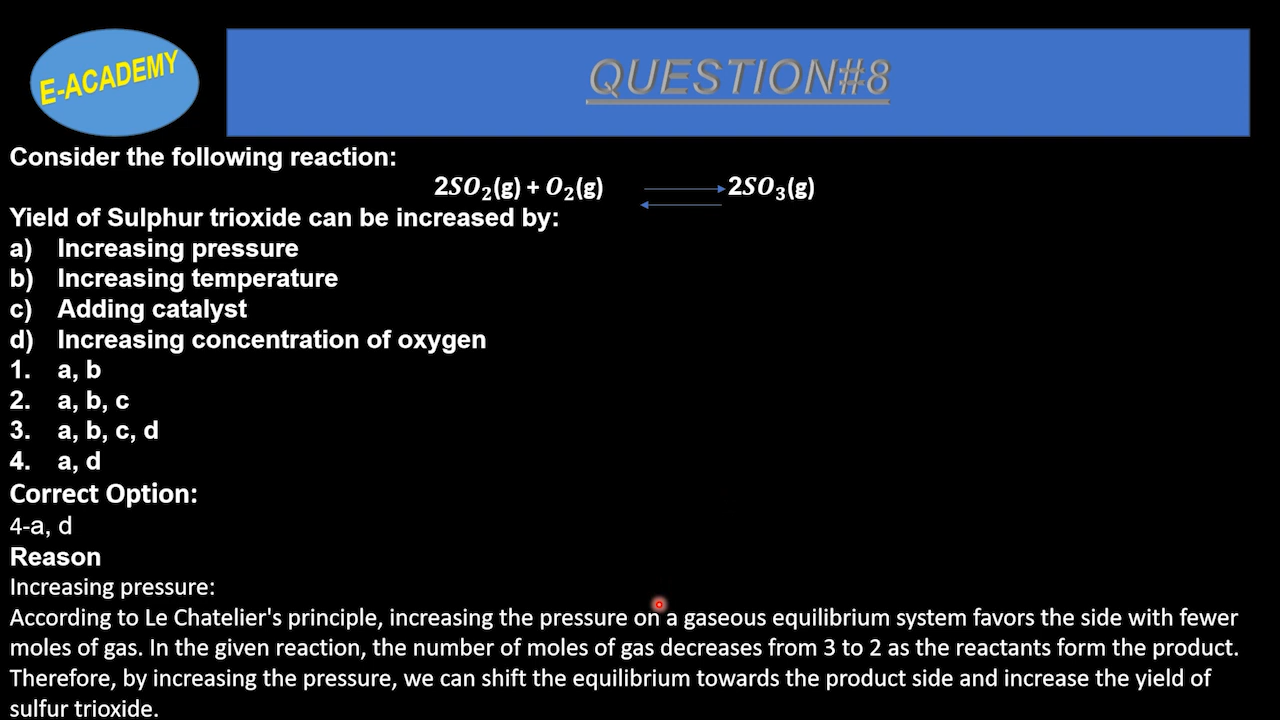 E-ACADEMY
QUESTION#8
Consider the following reaction:
2SO₂(g) + O₂(g) 2SO₃(g)
Yield of Sulphur trioxide can be increased by:
a) Increasing pressure
b) Increasing temperature
c) Adding catalyst
d) Increasing concentration of oxygen
1. a, b
2. a, b, c
3. a, b, c, d
4. a, d
Correct Option:
4-a, d
Reason
Increasing pressure:
According to Le Chatelier's principle, increasing the pressure on a gaseous equilibrium system favors the side with fewer
moles of gas. In the given reaction, the number of moles of gas decreases from 3 to 2 as the reactants form the product.
Therefore, by increasing the pressure, we can shift the equilibrium towards the product side and increase the yield of
sulfur trioxide.